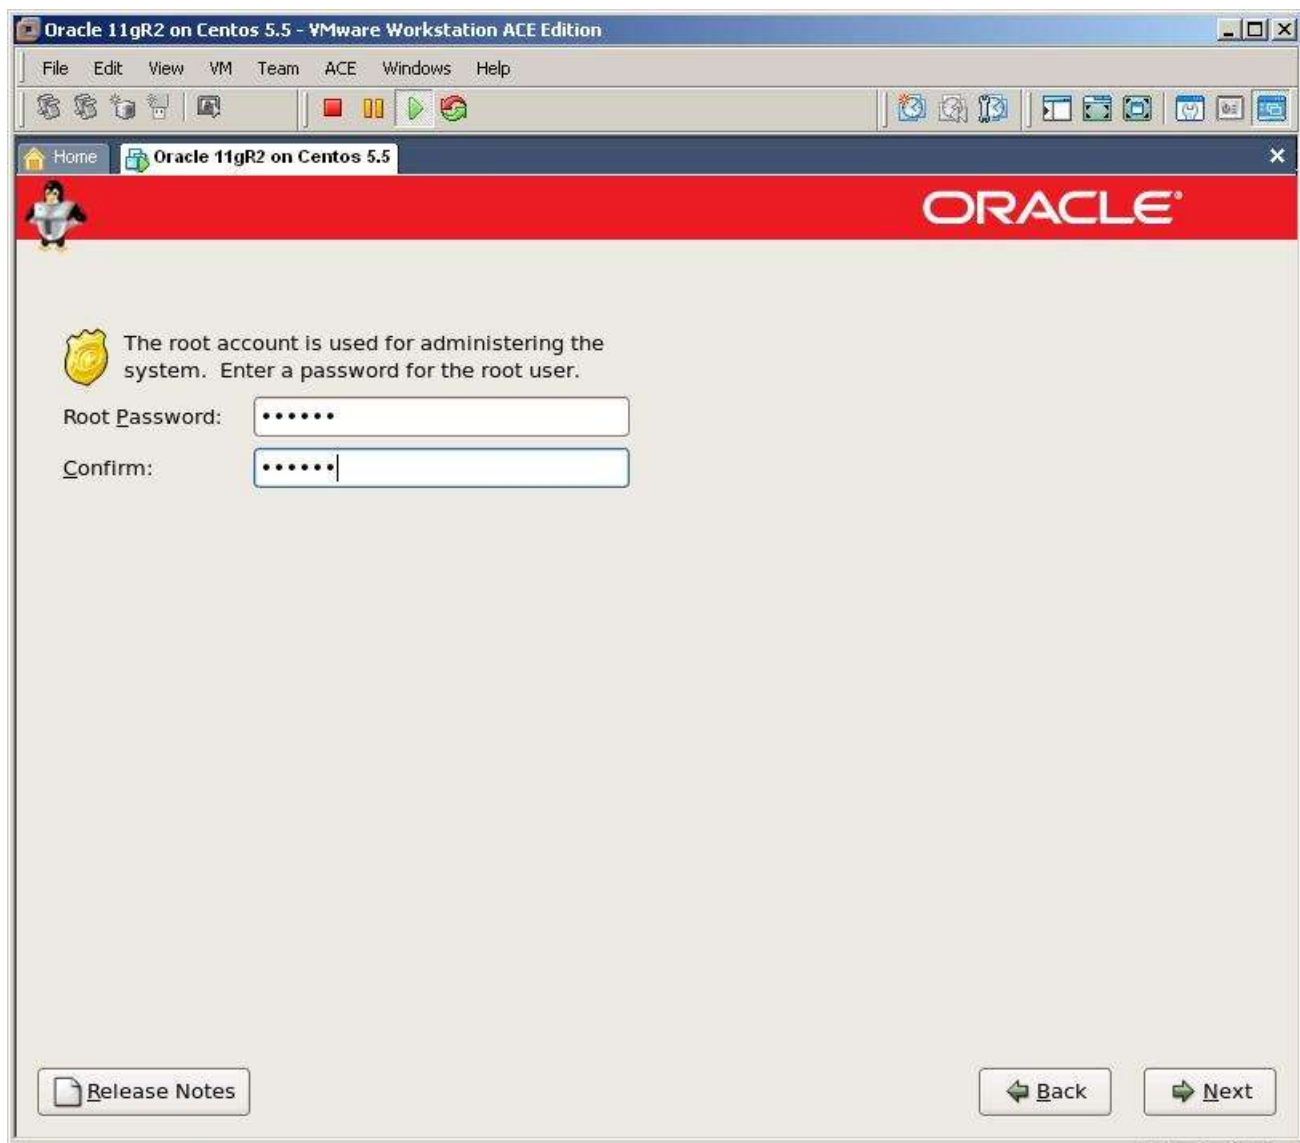 Oracle 11gR2 on Centos 5.5 - VMware Workstation ACE Edition
File Edit View VM Team ACE Windows Help
Home Oracle 11gR2 on Centos 5.5
ORACLE
The root account is used for administering the
system. Enter a password for the root user.
Root Password: ••••••
Confirm: ••••••
Release Notes Back Next